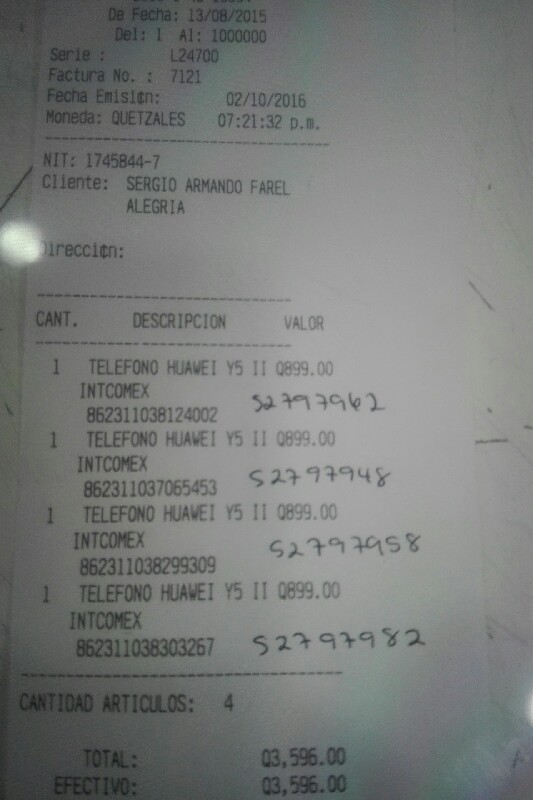 De Fecha: 13/08/2015
Del: 1 Al: 1000000
Serie : L24700
Factura No. : 7121
Fecha Emisi¢n: 02/10/2016
Moneda: QUETZALES 07:21:32 p.m.
NIT: 1745844-7
Cliente: SERGIO ARMANDO FAREL
ALEGRIA
Direcci¢n:
CANT. DESCRIPCION VALOR
1 TELEFONO HUAWEI Y5 II Q899.00
INTCOMEX
862311038124002 52797962
1 TELEFONO HUAWEI Y5 II Q899.00
INTCOMEX
862311037065453 52797948
1 TELEFONO HUAWEI Y5 II Q899.00
INTCOMEX 52797958
862311038299309
1 TELEFONO HUAWEI Y5 II Q899.00
INTCOMEX
862311038303267 52797982
CANTIDAD ARTICULOS: 4
TOTAL: Q3,596.00
EFECTIVO: Q3,596.00